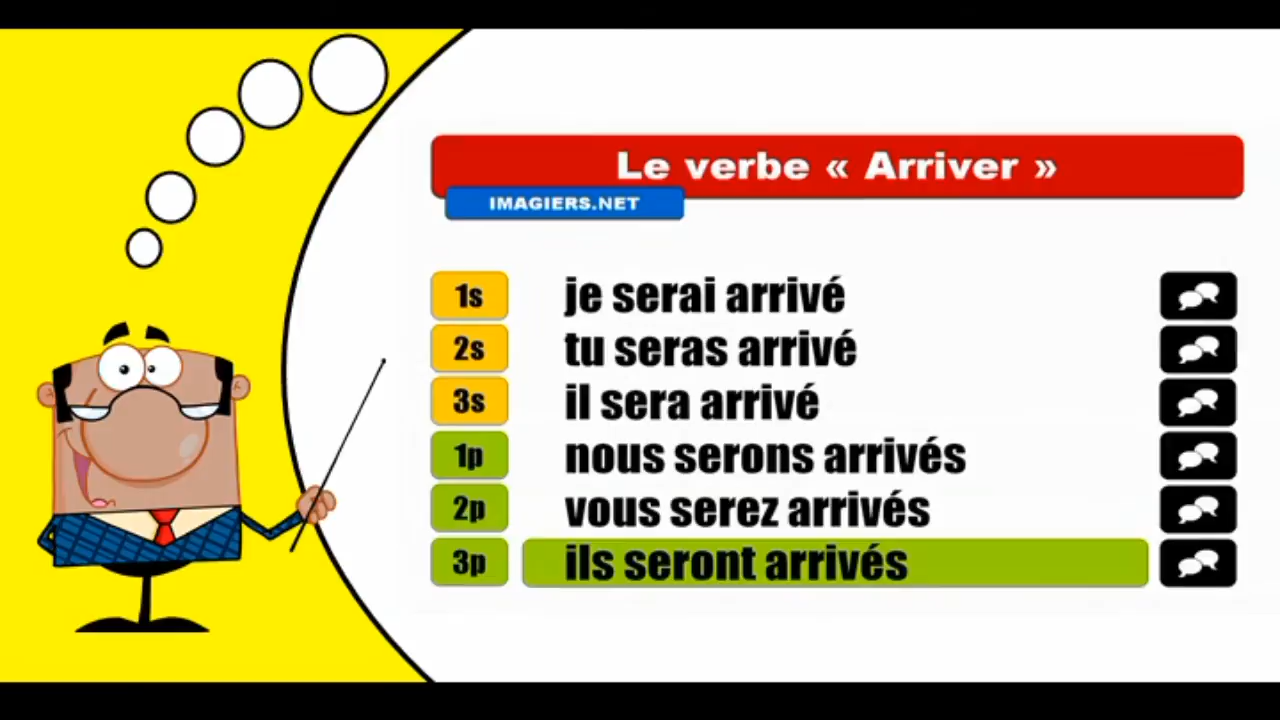 Le verbe « Arriver »
IMAGIERS.NET
1s je serai arrivé
2s tu seras arrivé
3s il sera arrivé
1p nous serons arrivés
2p vous serez arrivés
3p ils seront arrivés